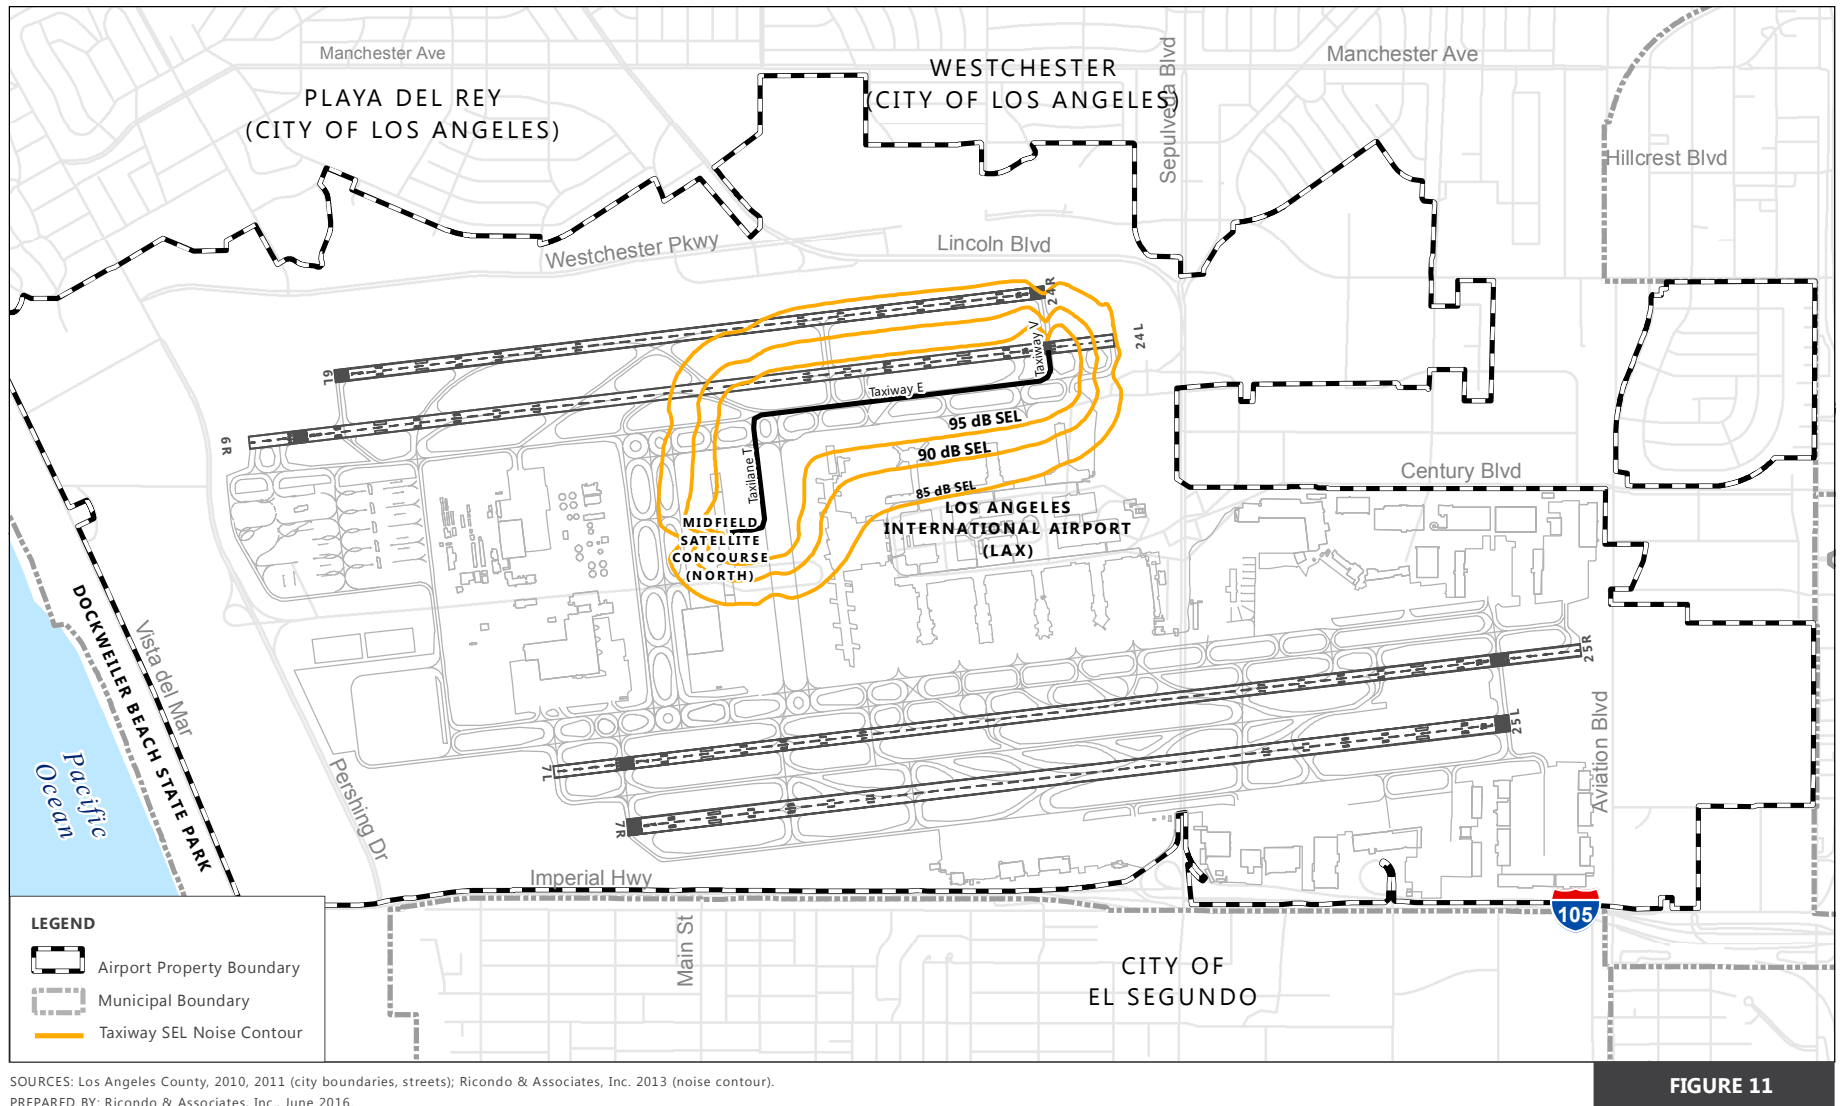 Manchester Ave
Manchester Ave
WESTCHESTER
(CITY OF LOS ANGELES)
PLAYA DEL REY
(CITY OF LOS ANGELES)
Sepulveda Blvd
Hillcrest Blvd
Westchester Pkwy
Lincoln Blvd
24R
24L
6L
6R
Taxiway V
Taxiway E
Taxilane T
95 dB SEL
90 dB SEL
85 dB SEL
Century Blvd
LOS ANGELES
INTERNATIONAL AIRPORT
(LAX)
MIDFIELD
SATELLITE
CONCOURSE
(NORTH)
DOCKWEILER BEACH STATE PARK
Vista del Mar
Pacific
Ocean
Pershing Dr
25R
25L
7L
7R
Aviation Blvd
Imperial Hwy
105
Main St
CITY OF
EL SEGUNDO
LEGEND
Airport Property Boundary
Municipal Boundary
Taxiway SEL Noise Contour
SOURCES: Los Angeles County, 2010, 2011 (city boundaries, streets); Ricondo & Associates, Inc. 2013 (noise contour).
PREPARED BY: Ricondo & Associates, Inc., June 2016
FIGURE 11